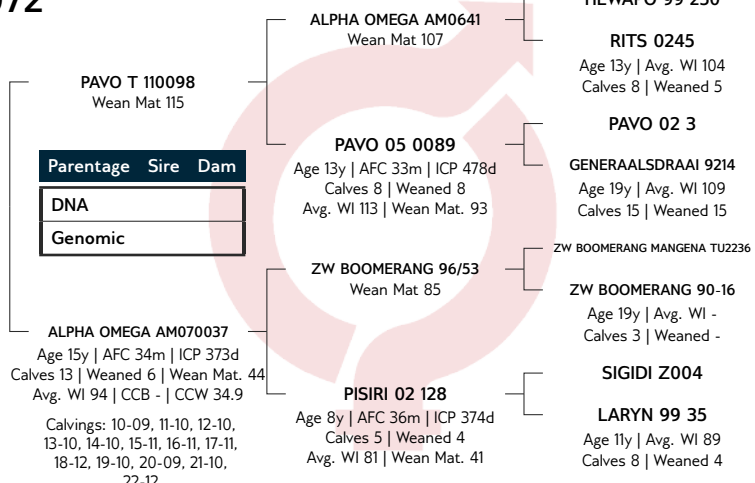 ALPHA OMEGA AM0641
Wean Mat 107
RITS 0245
Age 13y | Avg. WI 104
Calves 8 | Weaned 5
PAVO T 110098
Wean Mat 115
PAVO 02 3
PAVO 05 0089
Age 13y | AFC 33m | ICP 478d
Calves 8 | Weaned 8
Avg. WI 113 | Wean Mat. 93
GENERAALSDRAAI 9214
Age 19y | Avg. WI 109
Calves 15 | Weaned 15
Parentage Sire Dam
DNA
Genomic
ZW BOOMERANG MANGENA TU2236
ZW BOOMERANG 96/53
Wean Mat 85
ZW BOOMERANG 90-16
Age 19y | Avg. WI -
Calves 3 | Weaned -
ALPHA OMEGA AM070037
Age 15y | AFC 34m | ICP 373d
Calves 13 | Weaned 6 | Wean Mat. 44
Avg. WI 94 | CCB - | CCW 34.9
Calvings: 10-09, 11-10, 12-10,
13-10, 14-10, 15-11, 16-11, 17-11,
18-12, 19-10, 20-09, 21-10,
22-12
SIGIDI Z004
PISIRI 02 128
Age 8y | AFC 36m | ICP 374d
Calves 5 | Weaned 4
Avg. WI 81 | Wean Mat. 41
LARYN 99 35
Age 11y | Avg. WI 89
Calves 8 | Weaned 4